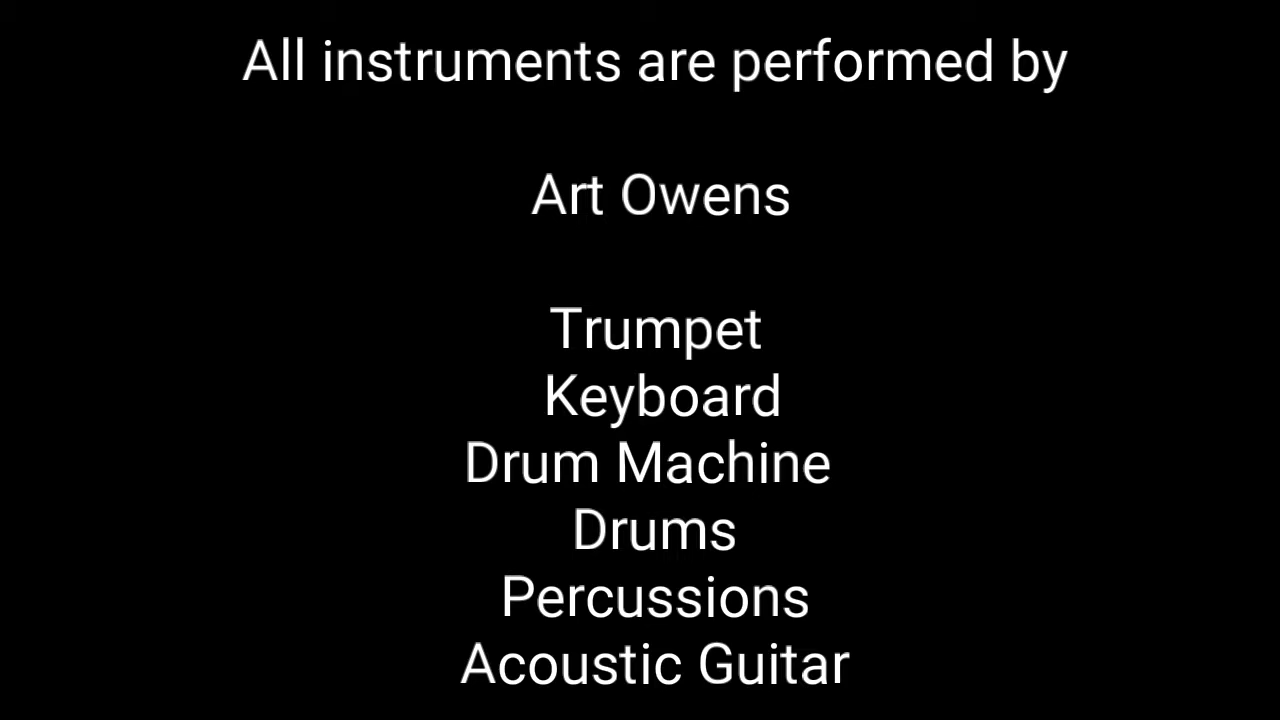 All instruments are performed by
Art Owens
Trumpet
Keyboard
Drum Machine
Drums
Percussions
Acoustic Guitar